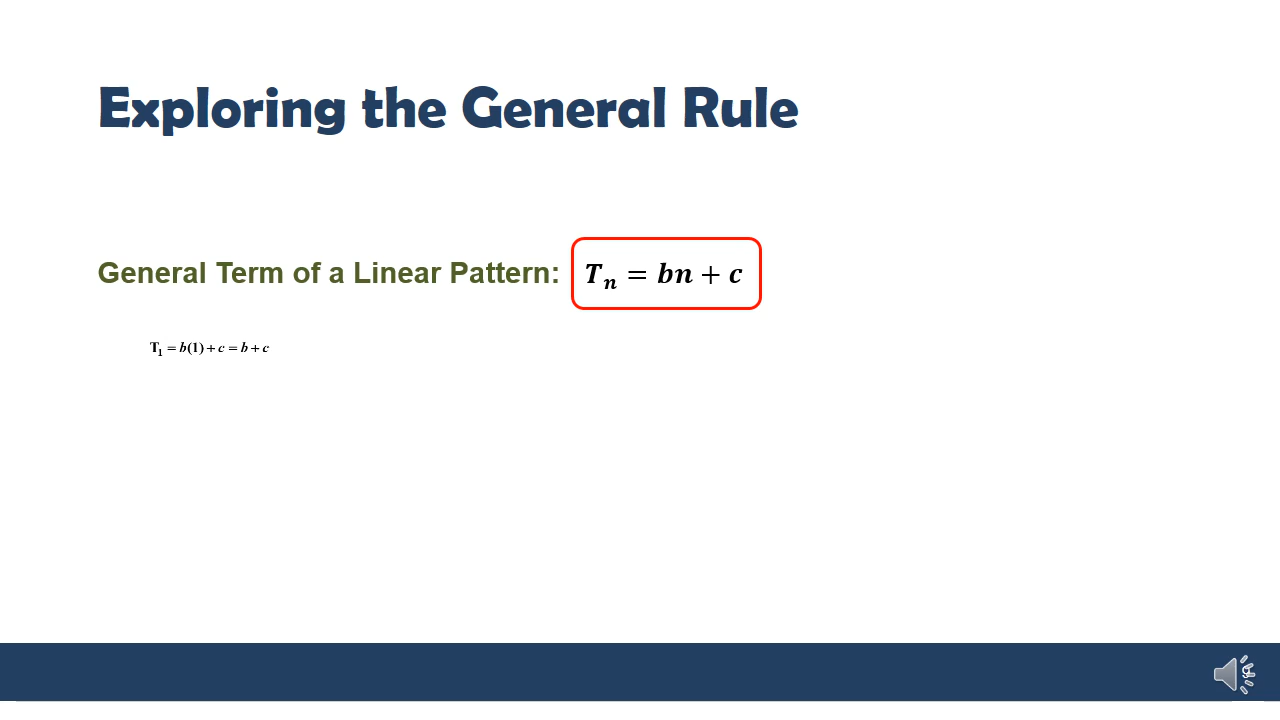 Exploring the General Rule
General Term of a Linear Pattern: Tₙ = bn + c
T₁ = b(1) + c = b + c